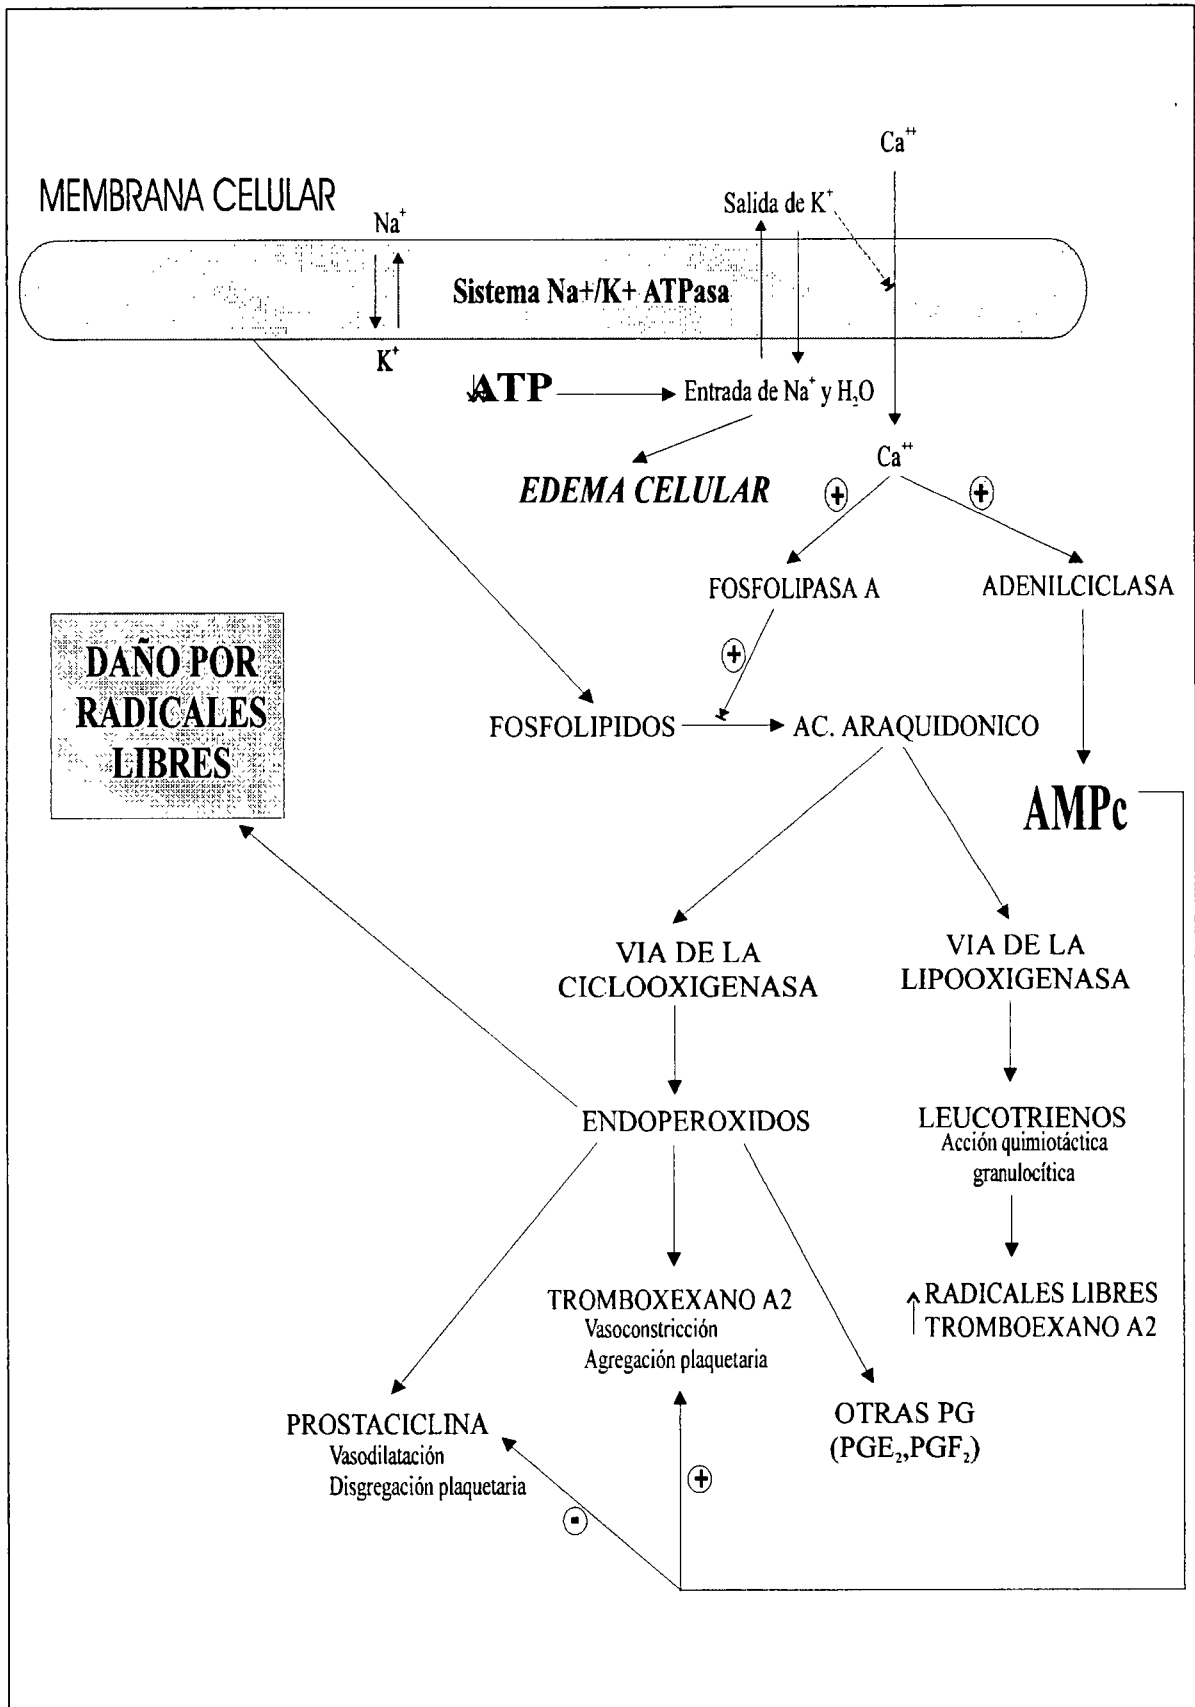 Ca⁺⁺
MEMBRANA CELULAR
Na⁺
Salida de K⁺
Sistema Na+/K+ ATPasa
K⁺
ATP
Entrada de Na⁺ y H₂O
Ca⁺⁺
EDEMA CELULAR
+
+
FOSFOLIPASA A
ADENILCICLASA
+
DAÑO POR
RADICALES
LIBRES
FOSFOLIPIDOS
AC. ARAQUIDONICO
AMPc
VIA DE LA
CICLOOXIGENASA
VIA DE LA
LIPOOXIGENASA
ENDOPEROXIDOS
LEUCOTRIENOS
Acción quimiotáctica
granulocítica
TROMBOXEXANO A2
Vasoconstricción
Agregación plaquetaria
RADICALES LIBRES
TROMBOEXANO A2
PROSTACICLINA
Vasodilatación
Disgregación plaquetaria
OTRAS PG
(PGE₂,PGF₂)
+
-